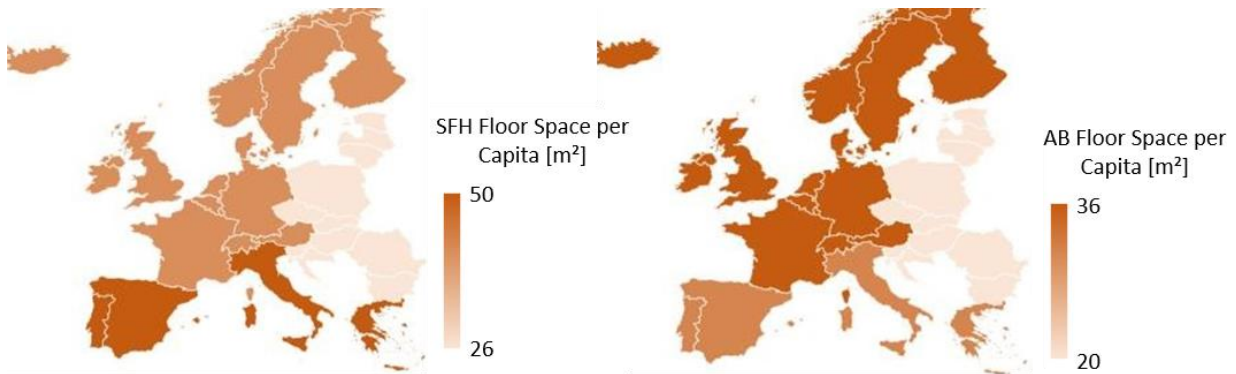 SFH Floor Space per
Capita [m²]
50
26
AB Floor Space per
Capita [m²]
36
20